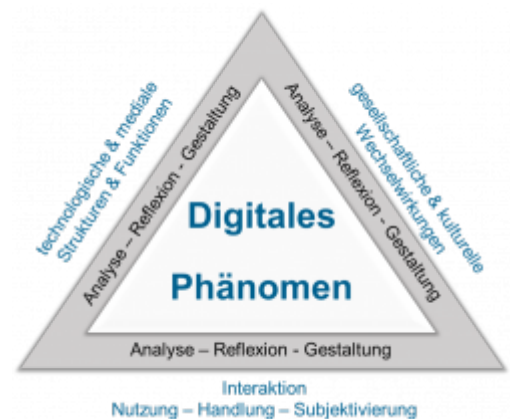 technologische & mediale
Strukturen & Funktionen
Analyse – Reflexion - Gestaltung
gesellschaftliche & kulturelle
Wechselwirkungen
Analyse – Reflexion - Gestaltung
Digitales
Phänomen
Analyse – Reflexion - Gestaltung
Interaktion
Nutzung – Handlung – Subjektivierung